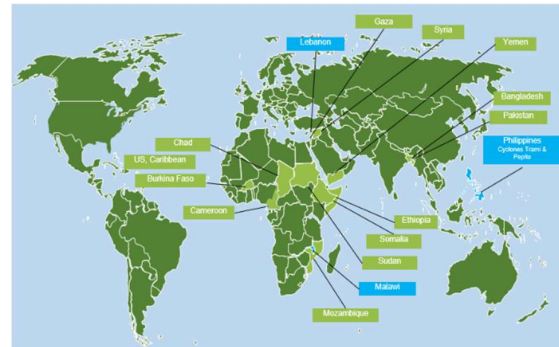 Gaza
Lebanon
Syria
Yemen
Bangladesh
Pakistan
Philippines
Cyclones Trami &
Pepito
Chad
US, Caribbean
Burkina Faso
Cameroon
Ethiopia
Somalia
Sudan
Malawi
Mozambique